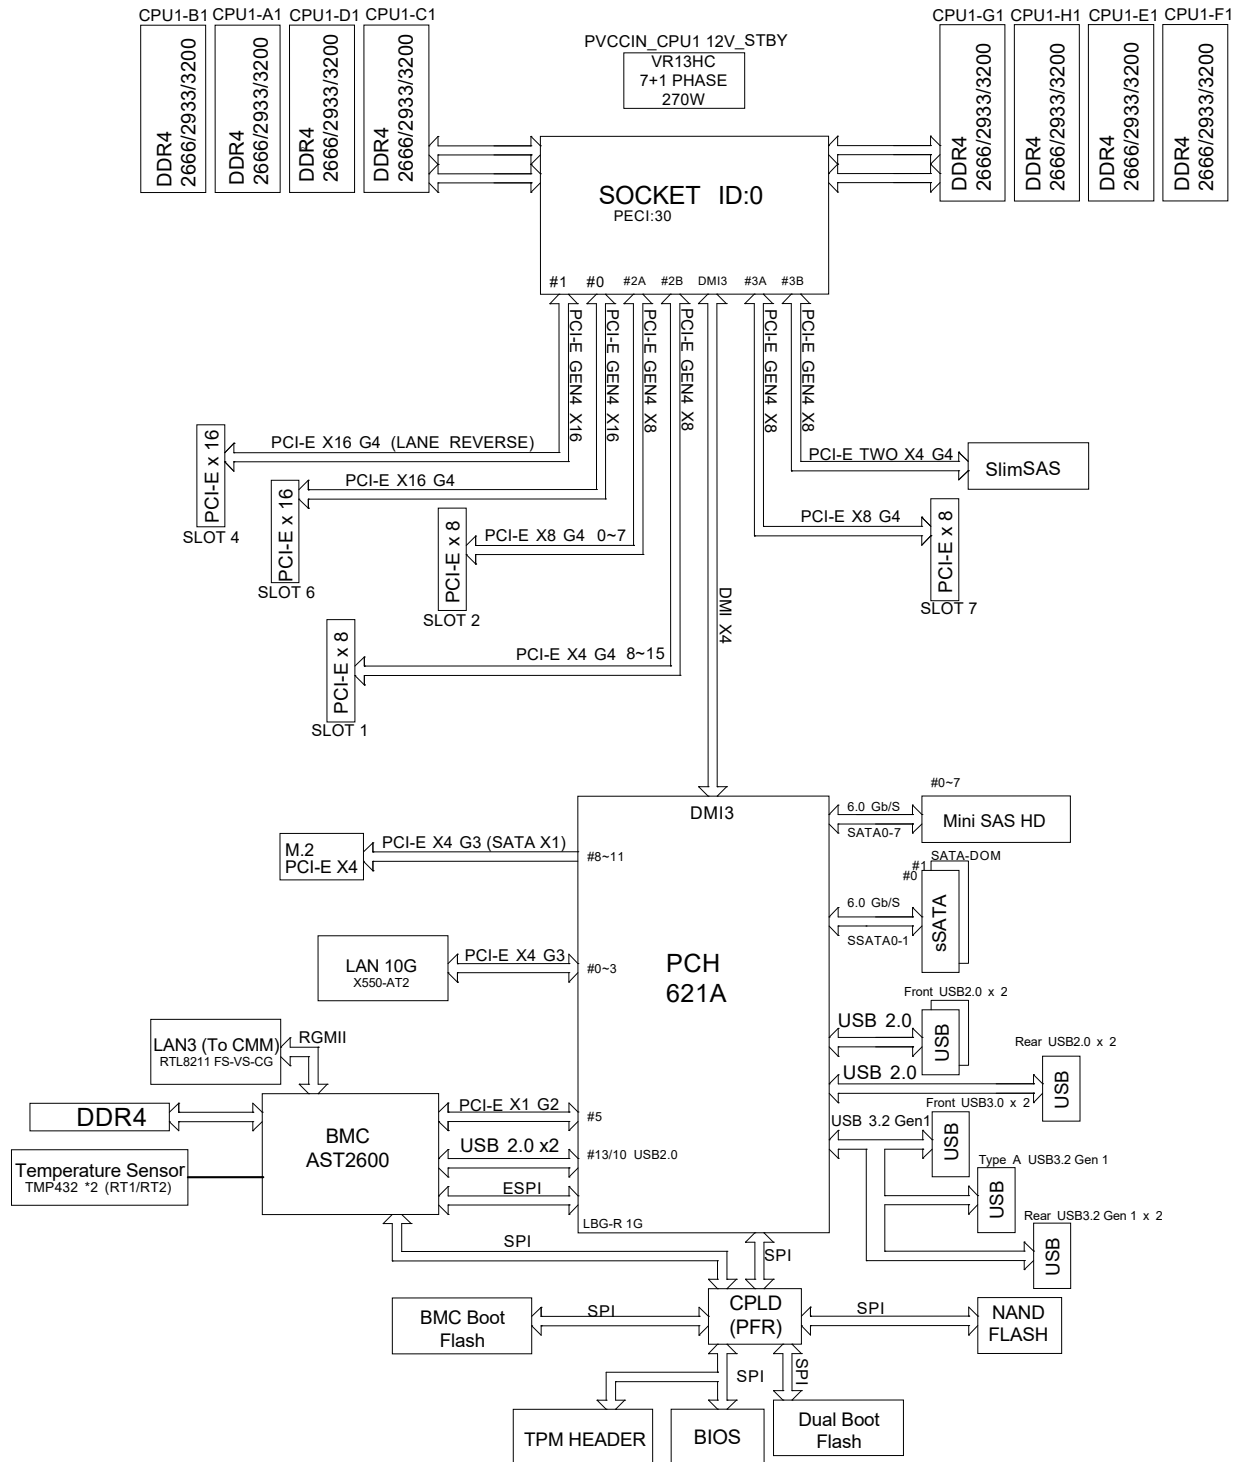 CPU1-B1 CPU1-A1 CPU1-D1 CPU1-C1
DDR4
2666/2933/3200
DDR4
2666/2933/3200
DDR4
2666/2933/3200
DDR4
2666/2933/3200
PVCCIN_CPU1 12V_STBY
VR13HC
7+1 PHASE
270W
CPU1-G1 CPU1-H1 CPU1-E1 CPU1-F1
DDR4
2666/2933/3200
DDR4
2666/2933/3200
DDR4
2666/2933/3200
DDR4
2666/2933/3200
SOCKET ID:0
PECI:30
#1 #0 #2A #2B DMI3 #3A #3B
PCI-E GEN4 X16
PCI-E GEN4 X16
PCI-E GEN4 X8
PCI-E GEN4 X8
PCI-E GEN4 X8
PCI-E GEN4 X8
PCI-E X16 G4 (LANE REVERSE)
PCI-E x 16
SLOT 4
PCI-E X16 G4
PCI-E x 16
SLOT 6
PCI-E X8 G4 0~7
PCI-E x 8
SLOT 2
PCI-E X4 G4 8~15
PCI-E x 8
SLOT 1
PCI-E TWO X4 G4
SlimSAS
PCI-E X8 G4
PCI-E x 8
SLOT 7
DMI X4
DMI3
PCH
621A
LBG-R 1G
M.2
PCI-E X4
PCI-E X4 G3 (SATA X1)
#8~11
LAN 10G
X550-AT2
PCI-E X4 G3
#0~3
LAN3 (To CMM)
RTL8211 FS-VS-CG
RGMII
DDR4
BMC
AST2600
Temperature Sensor
TMP432 *2 (RT1/RT2)
PCI-E X1 G2
#5
USB 2.0 x2
#13/10 USB2.0
ESPI
#0~7
6.0 Gb/S
SATA0-7
Mini SAS HD
SATA-DOM
#1
#0
6.0 Gb/S
SSATA0-1
sSATA
Front USB2.0 x 2
USB 2.0
USB
Rear USB2.0 x 2
USB 2.0
USB
Front USB3.0 x 2
USB 3.2 Gen1
USB
Type A USB3.2 Gen 1
USB
Rear USB3.2 Gen 1 x 2
USB
SPI
SPI
CPLD
(PFR)
BMC Boot
Flash
SPI
SPI
NAND
FLASH
SPI
SPI
TPM HEADER
BIOS
Dual Boot
Flash